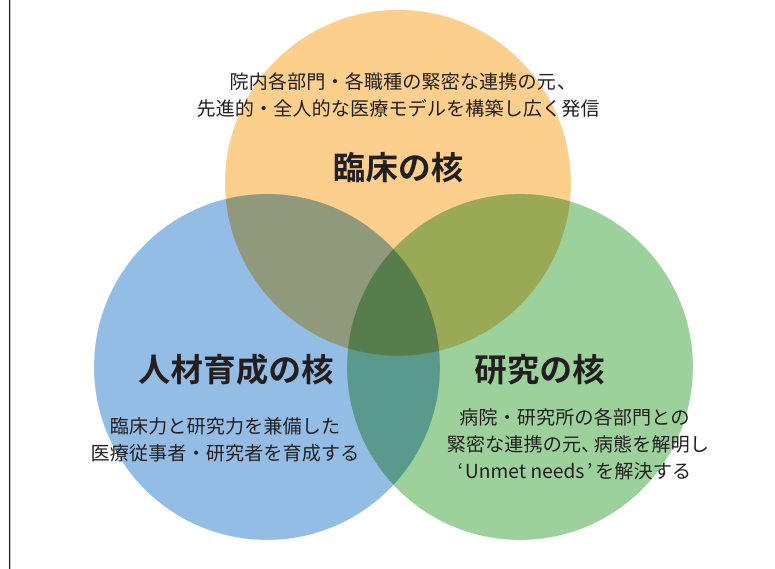 院内各部門・各職種の緊密な連携の元、
先進的・全人的な医療モデルを構築し広く発信
臨床の核
人材育成の核
臨床力と研究力を兼備した
医療従事者・研究者を育成する
研究の核
病院・研究所の各部門との
緊密な連携の元、病態を解明し
‘Unmet needs’を解決する